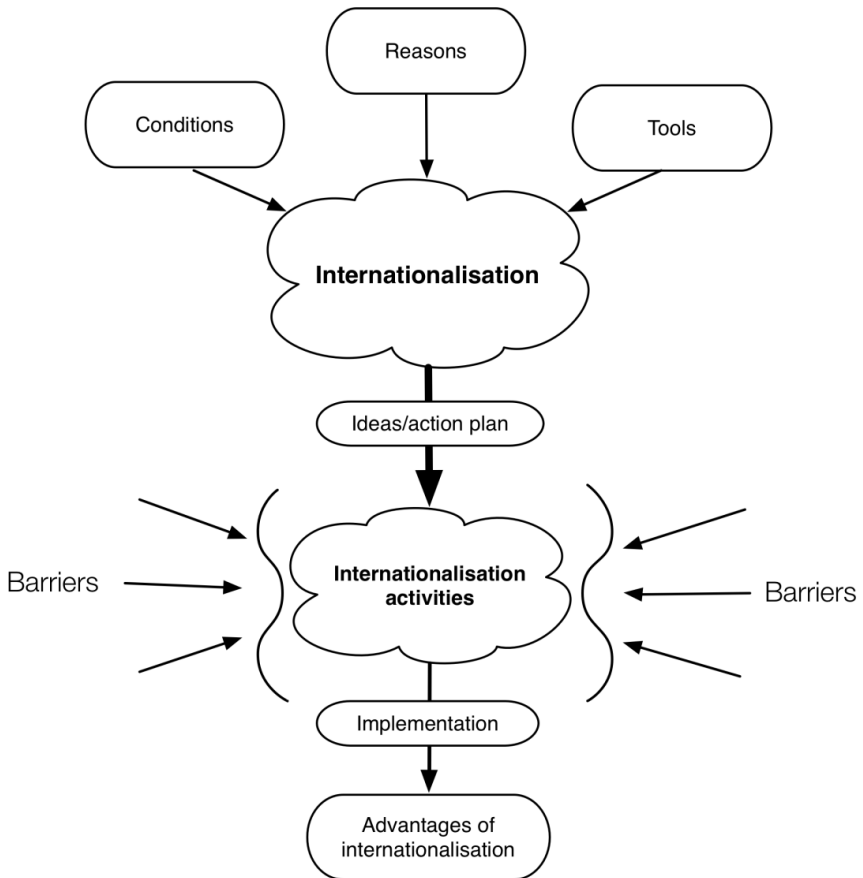 Reasons
Conditions
Tools
Internationalisation
Ideas/action plan
Internationalisation
activities
Barriers
Barriers
Implementation
Advantages of
internationalisation